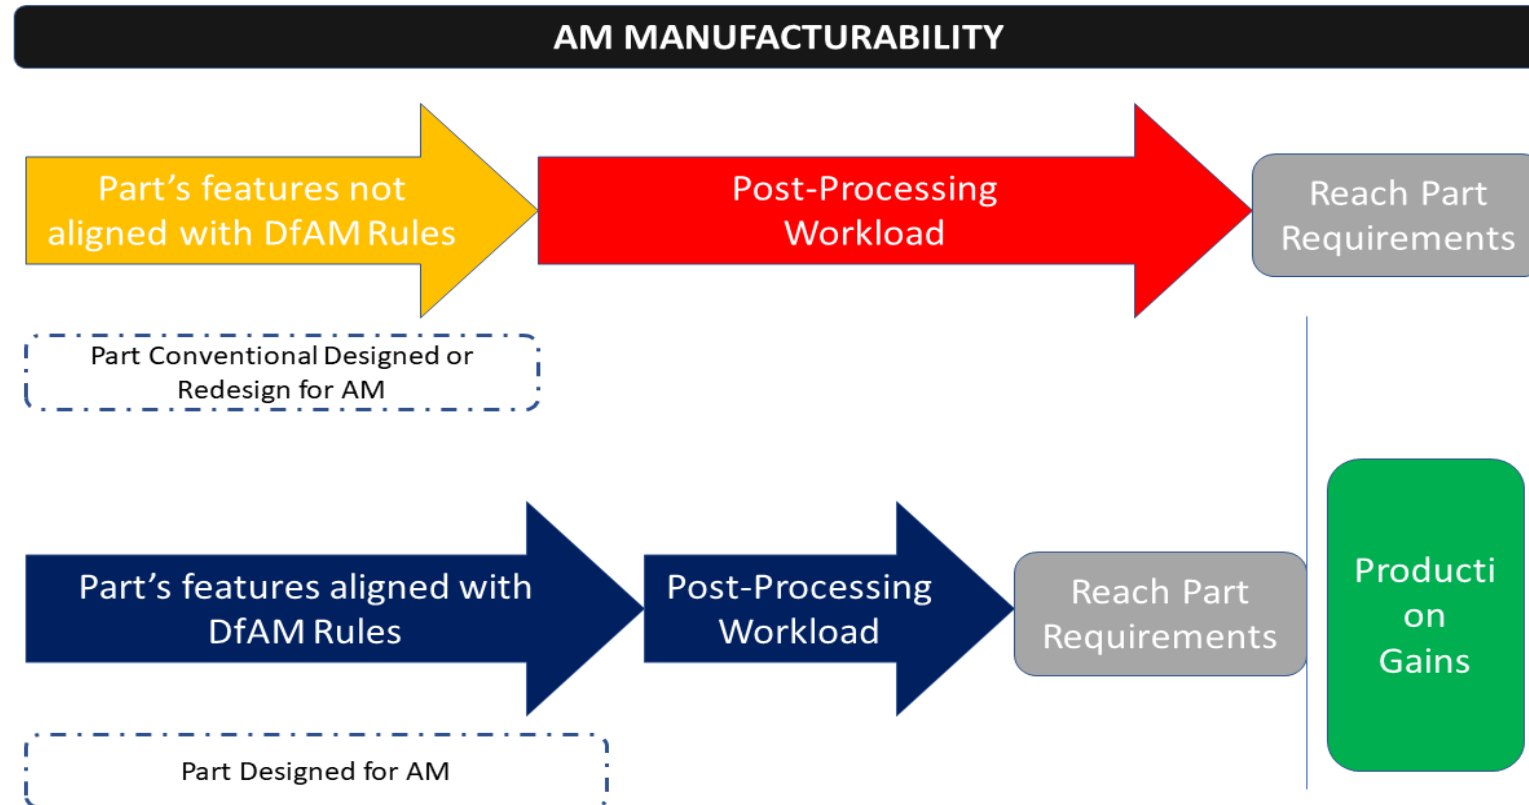 AM MANUFACTURABILITY
Part’s features not
aligned with DfAM Rules
Post-Processing
Workload
Reach Part
Requirements
Part Conventional Designed or
Redesign for AM
Part’s features aligned with
DfAM Rules
Post-Processing
Workload
Reach Part
Requirements
Producti
on
Gains
Part Designed for AM